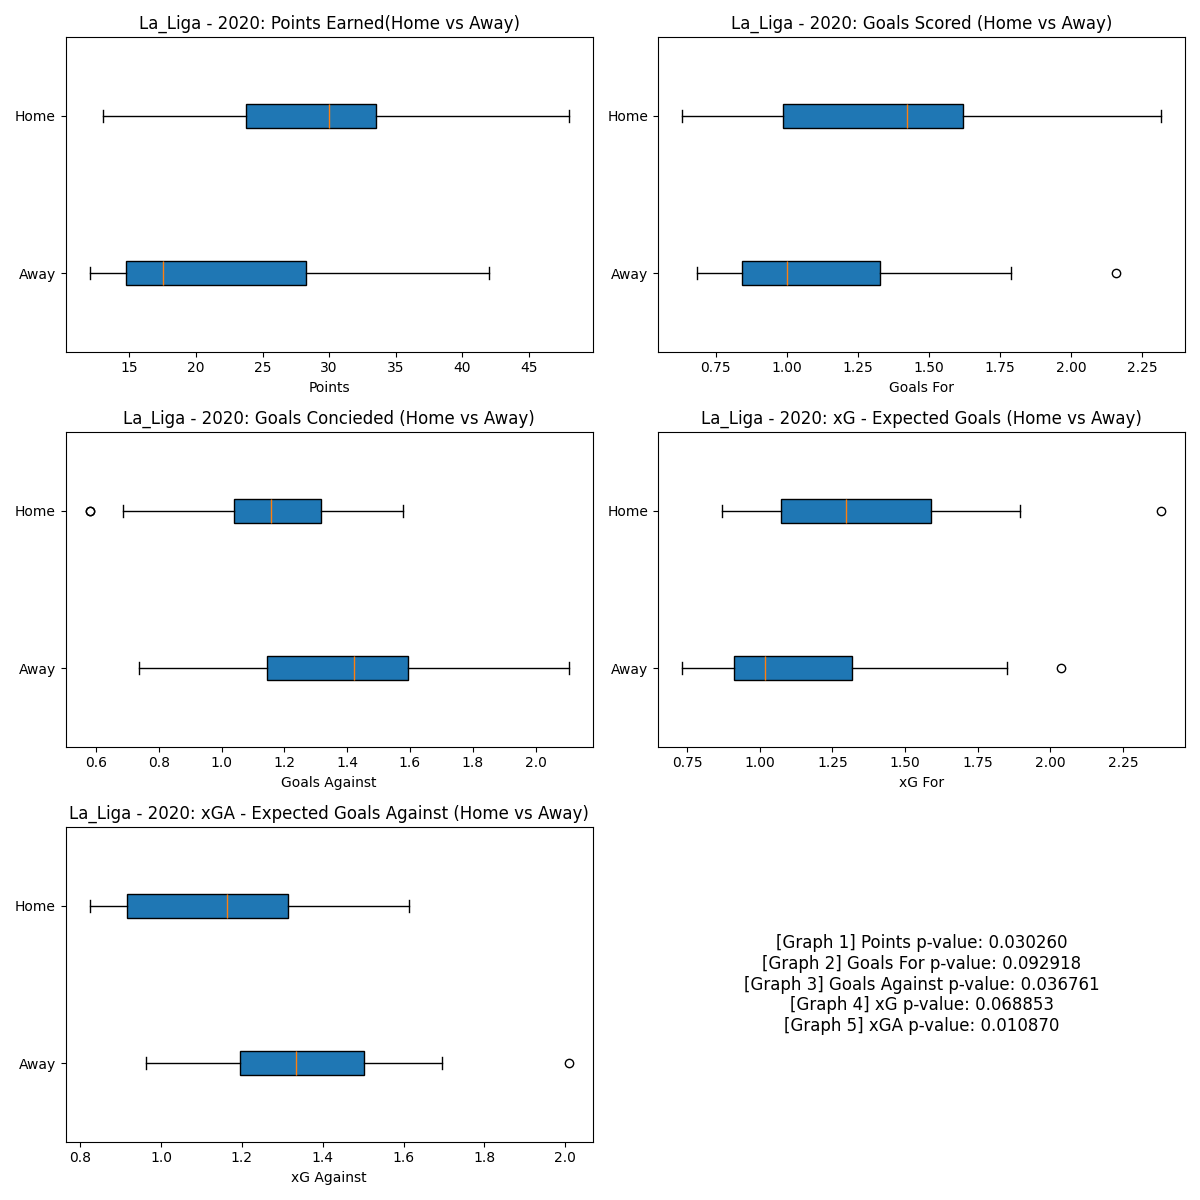 La_Liga - 2020: Points Earned(Home vs Away)
Home
Away
15 20 25 30 35 40 45
Points
La_Liga - 2020: Goals Scored (Home vs Away)
Home
Away
0.75 1.00 1.25 1.50 1.75 2.00 2.25
Goals For
La_Liga - 2020: Goals Concieded (Home vs Away)
Home
Away
0.6 0.8 1.0 1.2 1.4 1.6 1.8 2.0
Goals Against
La_Liga - 2020: xG - Expected Goals (Home vs Away)
Home
Away
0.75 1.00 1.25 1.50 1.75 2.00 2.25
xG For
La_Liga - 2020: xGA - Expected Goals Against (Home vs Away)
Home
Away
0.8 1.0 1.2 1.4 1.6 1.8 2.0
xG Against
[Graph 1] Points p-value: 0.030260
[Graph 2] Goals For p-value: 0.092918
[Graph 3] Goals Against p-value: 0.036761
[Graph 4] xG p-value: 0.068853
[Graph 5] xGA p-value: 0.010870